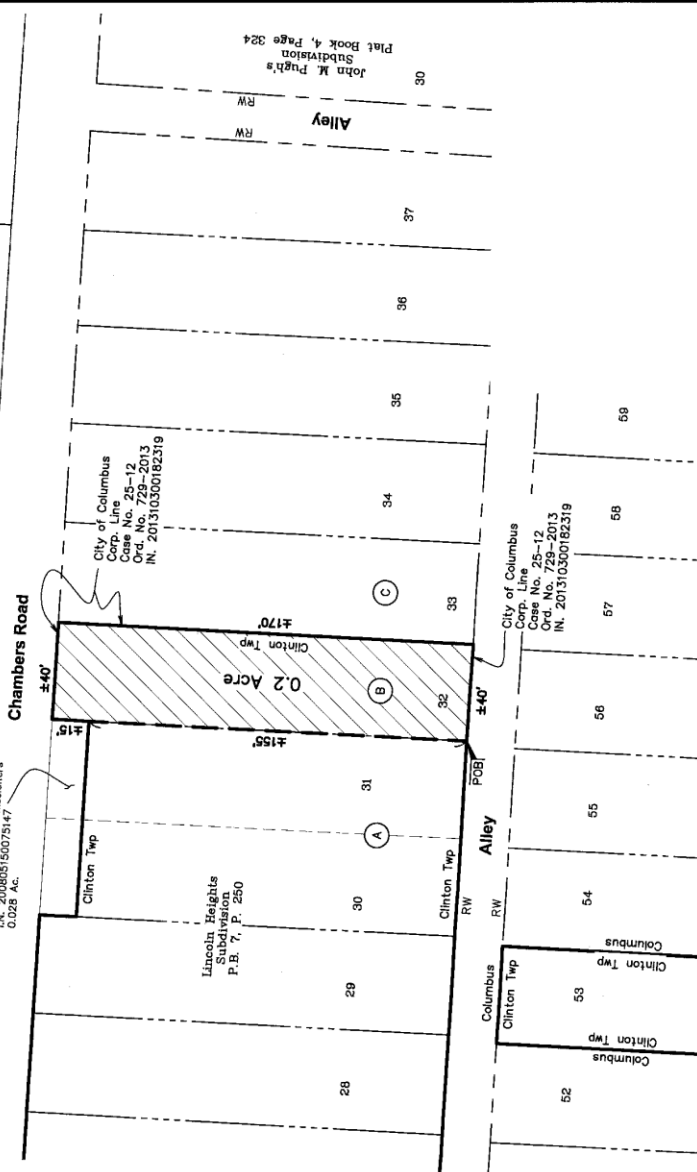 John M. Pugh's
Subdivision
Plat Book 4, Page 324
30
RW
Alley
RW
37
36
35
34
33
City of Columbus
Corp. Line
Case No. 25-12
Ord. No. 729-2013
IN. 201310300182319
Chambers Road
±40'
±170'
Clinton Twp
0.2 Acre
B
C
32
±40'
±15'
±155'
POB
IN. 200805150075147
0.028 Ac.
Clinton Twp
31
A
30
Lincoln Heights
Subdivision
P.B. 7, P. 250
29
28
Clinton Twp
RW
Alley
RW
City of Columbus
Corp. Line
Case No. 25-12
Ord. No. 729-2013
IN. 201310300182319
59
58
57
56
55
54
Columbus
Clinton Twp
Columbus
Clinton Twp
53
Clinton Twp
Columbus
52